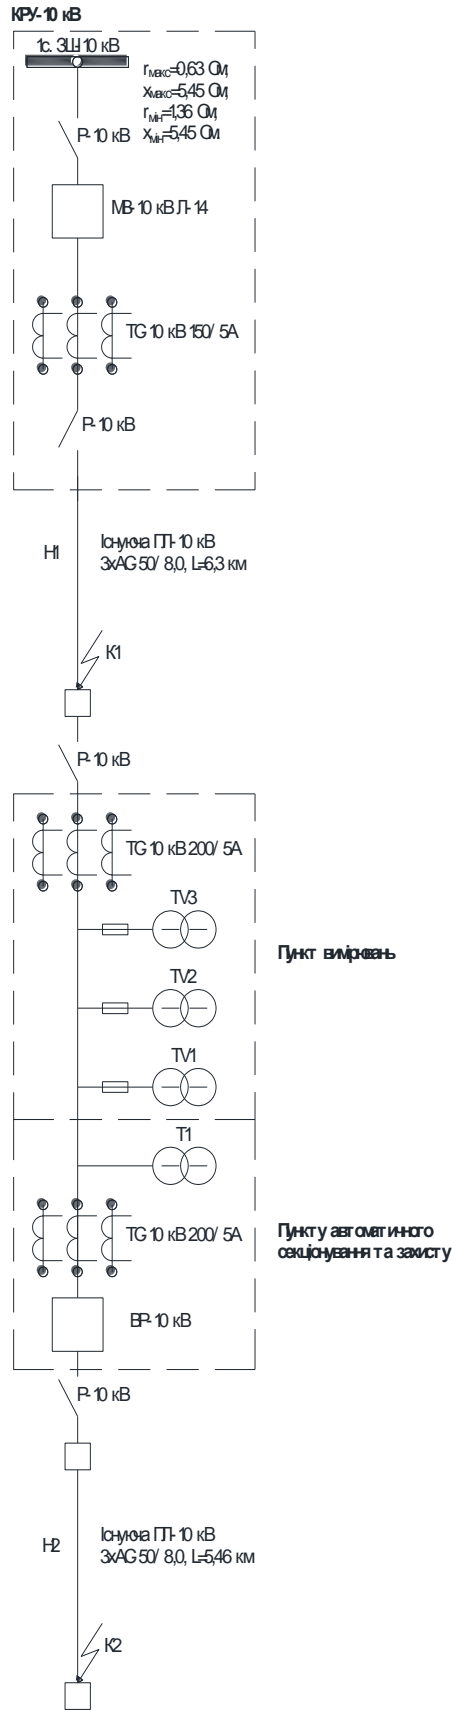 КРУ-10 кВ
1с. ЗШ-10 кВ
rмакс=0,63 Ом;
xмакс=5,45 Ом;
rмін=1,36 Ом;
xмін=5,45 Ом;
Р-10 кВ
МВ-10 кВ Л-14
ТС-10 кВ 150/5А
Р-10 кВ
Н1
Існуюча ПЛ-10 кВ
3хАС-50/8,0, L=6,3 км
К1
Р-10 кВ
ТС-10 кВ 200/5А
TV3
Пункт вимірювань
TV2
TV1
Т1
ТС-10 кВ 200/5А
Пункту автоматичного
секціонування та захисту
ВР-10 кВ
Р-10 кВ
Н2
Існуюча ПЛ-10 кВ
3хАС-50/8,0, L=5,46 км
К2